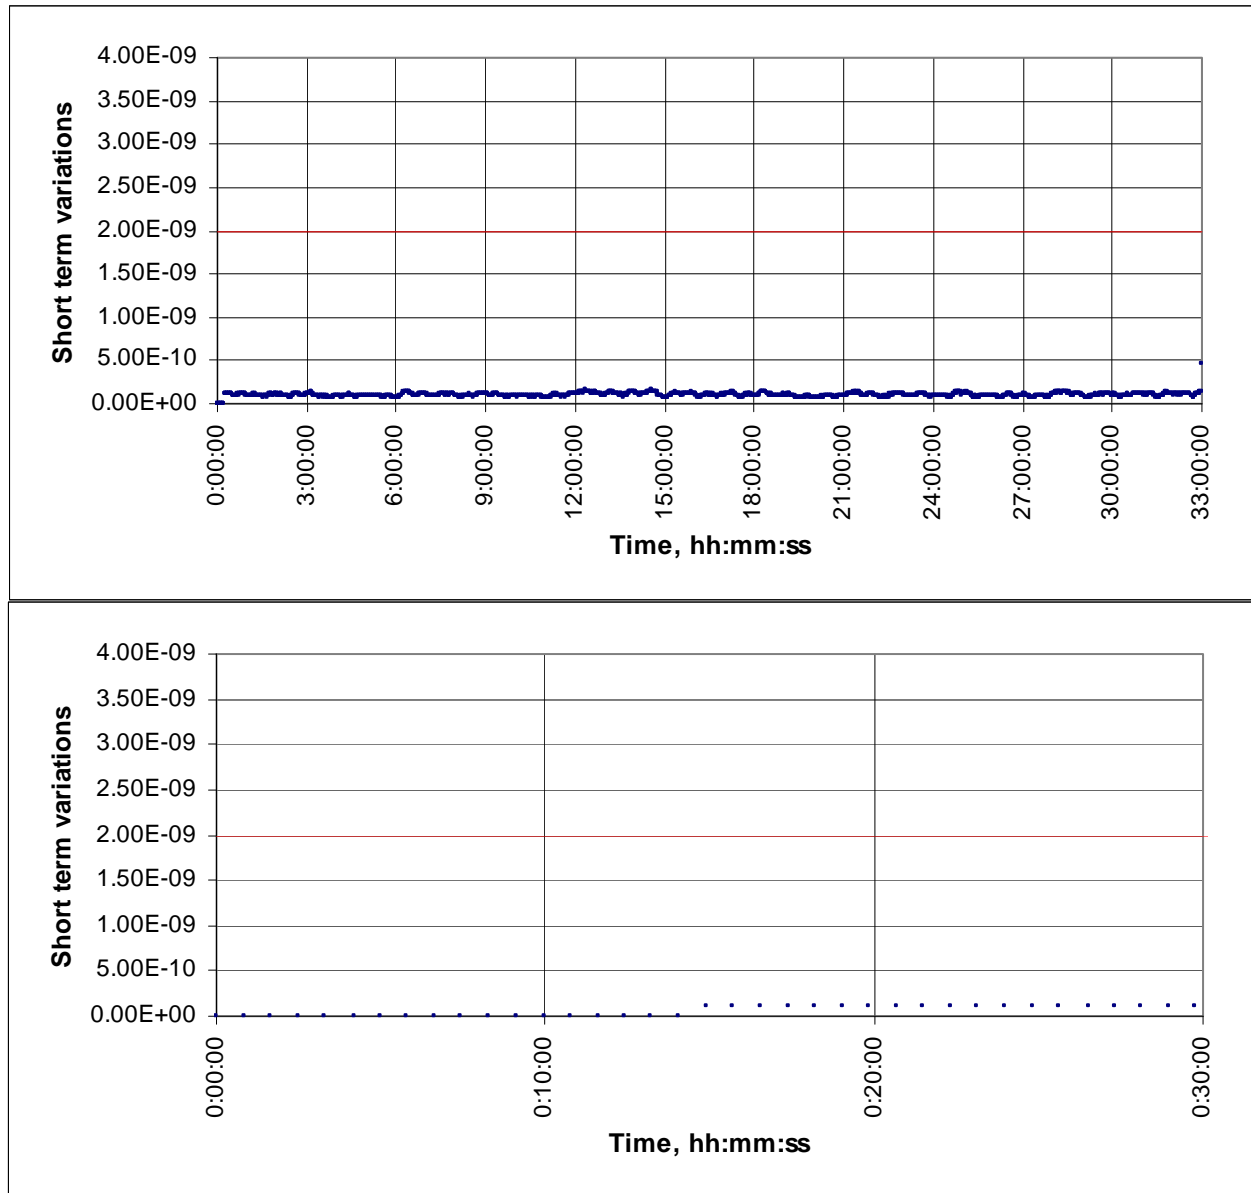 4.00E-09
3.50E-09
3.00E-09
2.50E-09
2.00E-09
1.50E-09
1.00E-09
5.00E-10
0.00E+00
Short term variations
0:00:00
3:00:00
6:00:00
9:00:00
12:00:00
15:00:00
18:00:00
21:00:00
24:00:00
27:00:00
30:00:00
33:00:00
Time, hh:mm:ss
4.00E-09
3.50E-09
3.00E-09
2.50E-09
2.00E-09
1.50E-09
1.00E-09
5.00E-10
0.00E+00
Short term variations
0:00:00
0:10:00
0:20:00
0:30:00
Time, hh:mm:ss